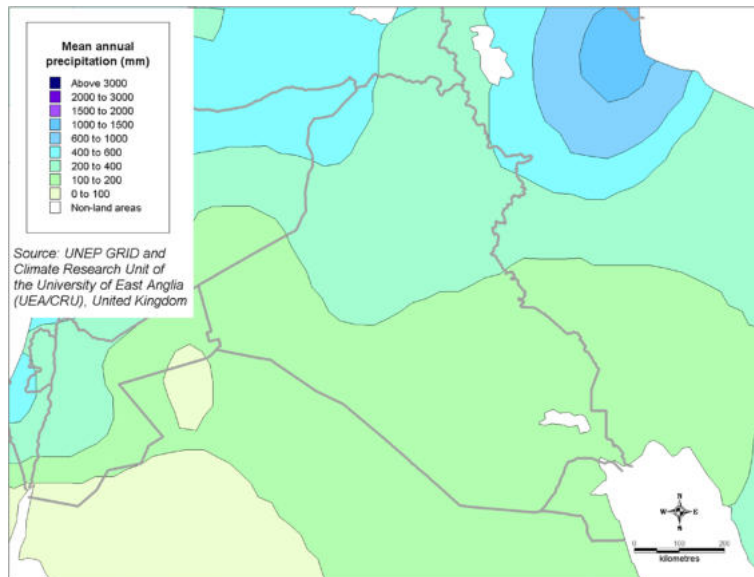 Mean annual
precipitation (mm)
Above 3000
2000 to 3000
1500 to 2000
1000 to 1500
600 to 1000
400 to 600
200 to 400
100 to 200
0 to 100
Non-land areas
Source: UNEP GRID and
Climate Research Unit of
the University of East Anglia
(UEA/CRU), United Kingdom
N
W E
N
0 100 200
kilometres